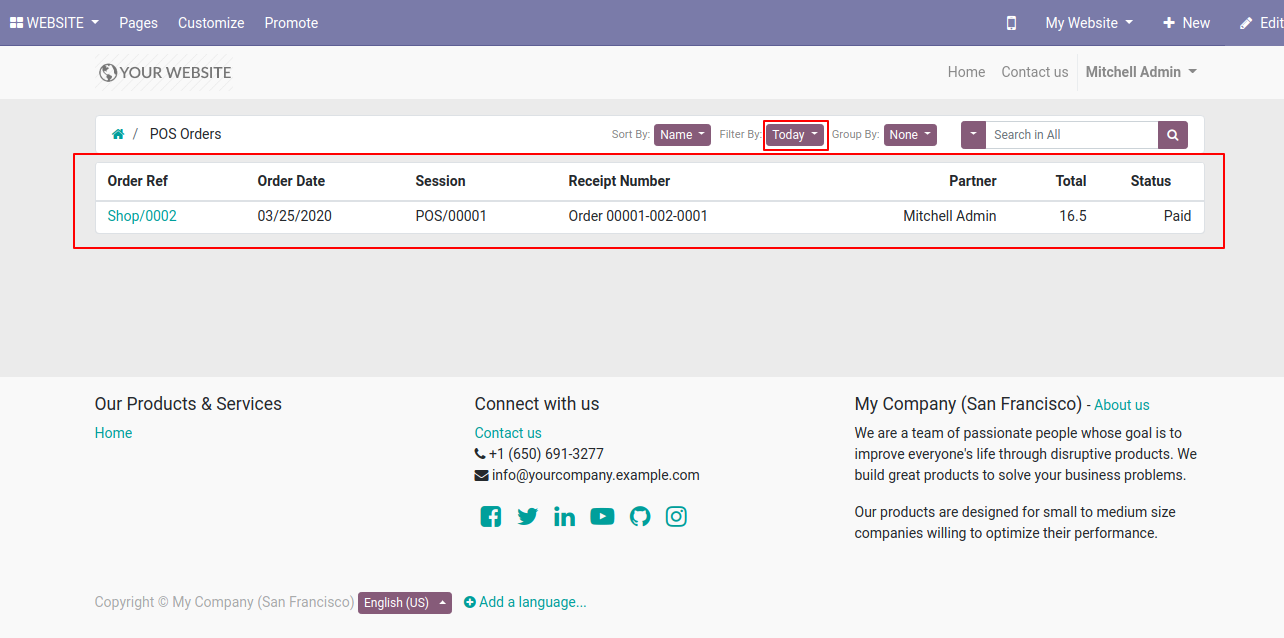 WEBSITE Pages Customize Promote My Website New Edit
YOUR WEBSITE Home Contact us Mitchell Admin
/ POS Orders Sort By: Name Filter By: Today Group By: None Search in All
Order Ref Order Date Session Receipt Number Partner Total Status
Shop/0002 03/25/2020 POS/00001 Order 00001-002-0001 Mitchell Admin 16.5 Paid
Our Products & Services
Home
Connect with us
Contact us
+1 (650) 691-3277
info@yourcompany.example.com
My Company (San Francisco) - About us
We are a team of passionate people whose goal is to
improve everyone's life through disruptive products. We
build great products to solve your business problems.
Our products are designed for small to medium size
companies willing to optimize their performance.
Copyright © My Company (San Francisco) English (US) Add a language...